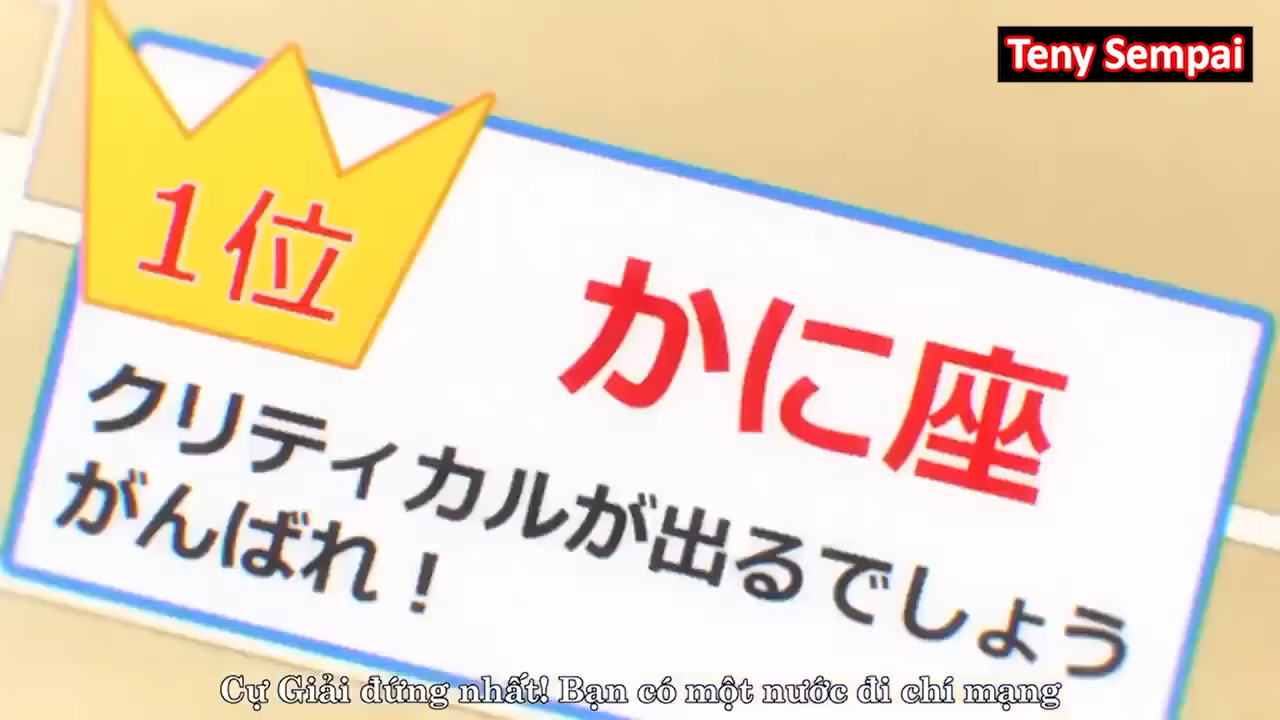 Teny Sempai
1位
かに座
クリティカルが出るでしょう
がんばれ！
Cự Giải đứng nhất! Bạn có một nước đi chí mạng